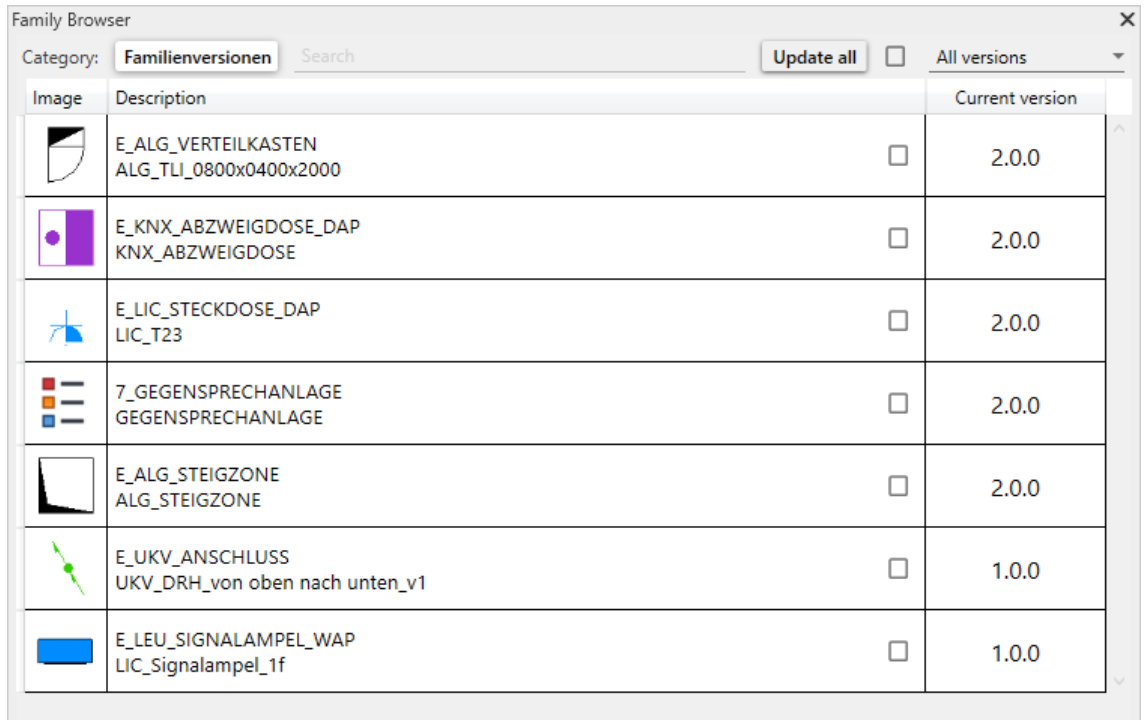 Family Browser
Category: Familienversionen Search Update all All versions
Image Description Current version
E_ALG_VERTEILKASTEN
ALG_TLI_0800x0400x2000
2.0.0
E_KNX_ABZWEIGDOSE_DAP
KNX_ABZWEIGDOSE
2.0.0
E_LIC_STECKDOSE_DAP
LIC_T23
2.0.0
7_GEGENSPRECHANLAGE
GEGENSPRECHANLAGE
2.0.0
E_ALG_STEIGZONE
ALG_STEIGZONE
2.0.0
E_UKV_ANSCHLUSS
UKV_DRH_von oben nach unten_v1
1.0.0
E_LEU_SIGNALAMPEL_WAP
LIC_Signalampel_1f
1.0.0